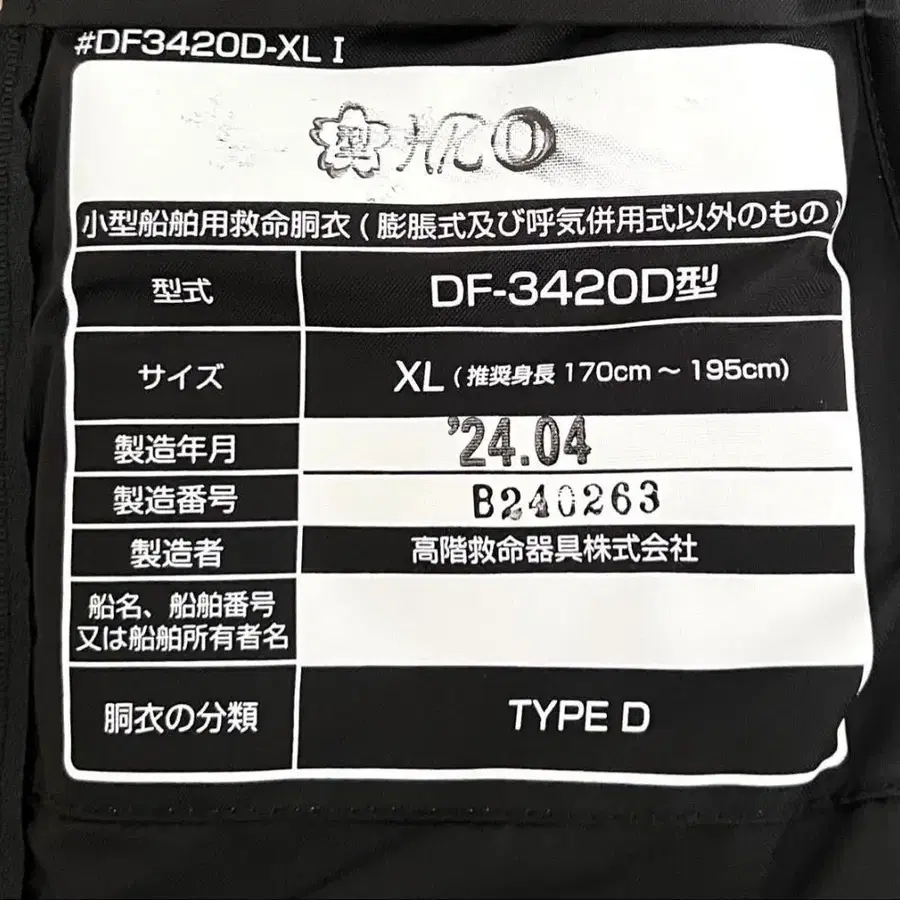 #DF3420D-XL I
型
小型船舶用救命胴衣(膨脹式及び呼気併用式以外のもの)
型式 DF-3420D型
サイズ XL(推奨身長 170cm～195cm)
製造年月 '24.04
製造番号 B240263
製造者 高階救命器具株式会社
船名、船舶番号
又は船舶所有者名
胴衣の分類 TYPE D